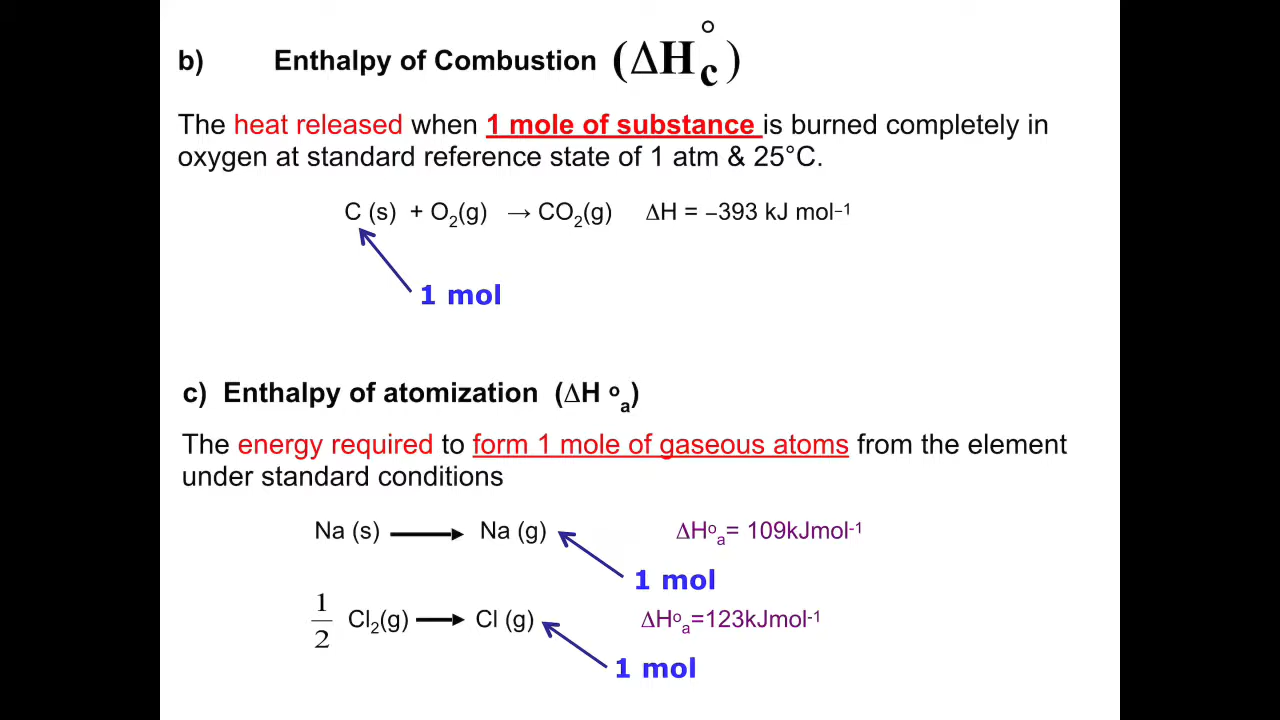 b) Enthalpy of Combustion (ΔH°c)
The heat released when 1 mole of substance is burned completely in
oxygen at standard reference state of 1 atm & 25°C.
C (s) + O₂(g) → CO₂(g) ΔH = –393 kJ mol⁻¹
1 mol
c) Enthalpy of atomization (ΔH ᵒₐ)
The energy required to form 1 mole of gaseous atoms from the element
under standard conditions
Na (s) → Na (g) ΔHᵒₐ= 109kJmol⁻¹
1 mol
1/2 Cl₂(g) → Cl (g) ΔHᵒₐ=123kJmol⁻¹
1 mol